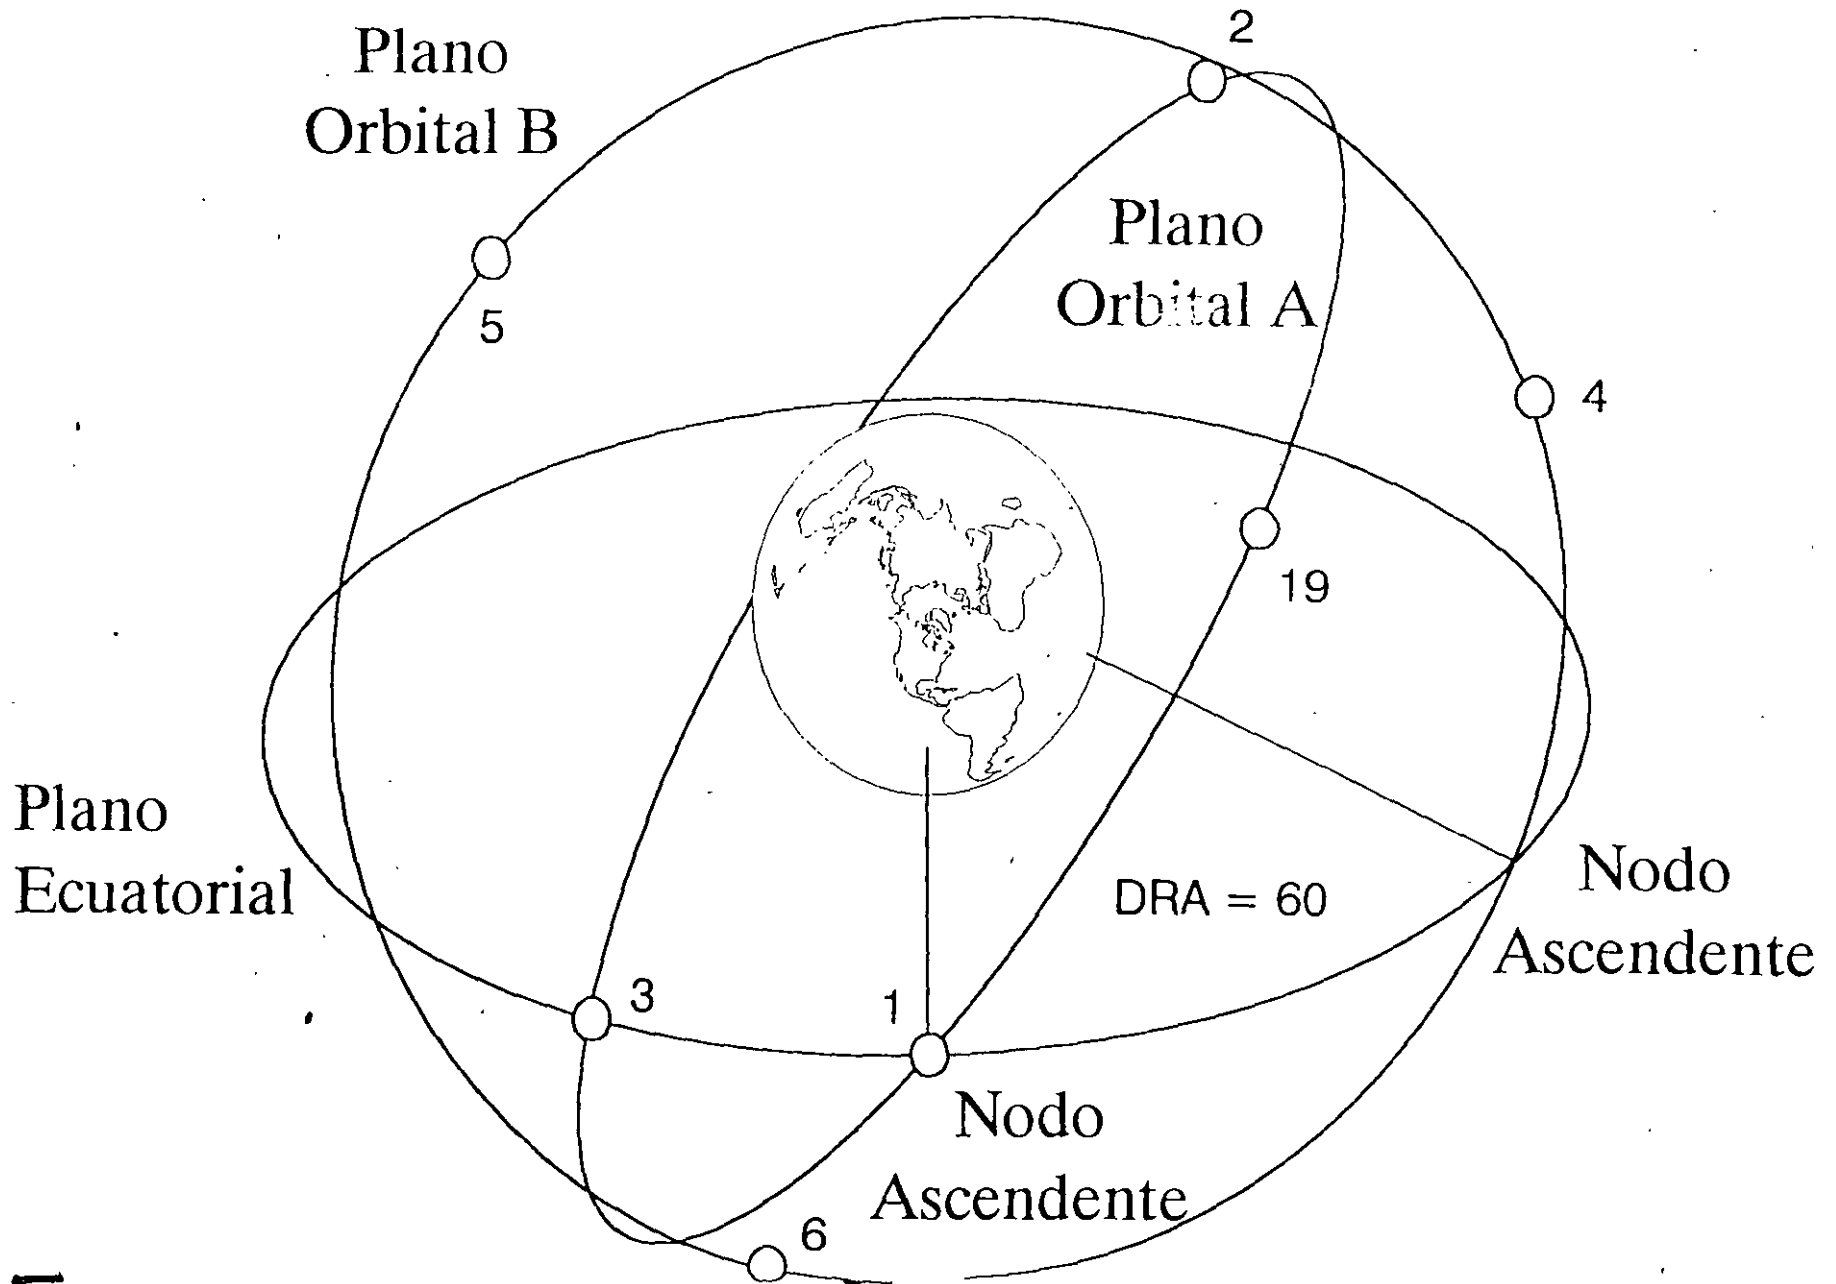 2
Plano
Orbital B
Plano
Orbital A
5
4
19
Plano
Ecuatorial
DRA = 60
Nodo
Ascendente
3
1
Nodo
Ascendente
6